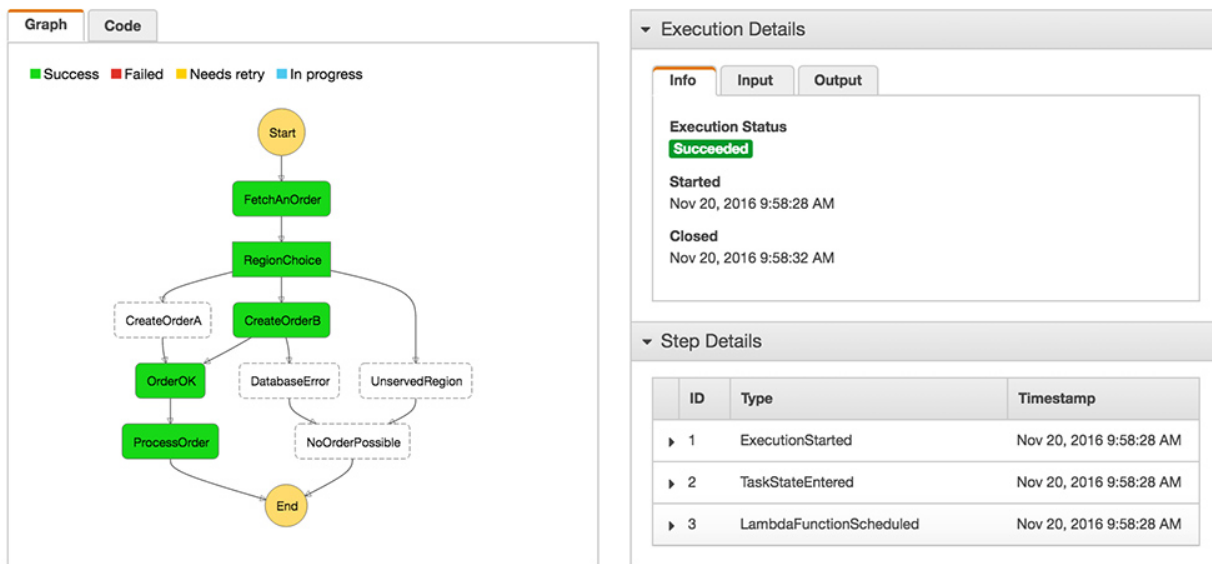 Graph Code
Success Failed Needs retry In progress
Start
FetchAnOrder
RegionChoice
CreateOrderA CreateOrderB
OrderOK DatabaseError UnservedRegion
ProcessOrder NoOrderPossible
End
Execution Details
Info Input Output
Execution Status
Succeeded
Started
Nov 20, 2016 9:58:28 AM
Closed
Nov 20, 2016 9:58:32 AM
Step Details
ID Type Timestamp
1 ExecutionStarted Nov 20, 2016 9:58:28 AM
2 TaskStateEntered Nov 20, 2016 9:58:28 AM
3 LambdaFunctionScheduled Nov 20, 2016 9:58:28 AM